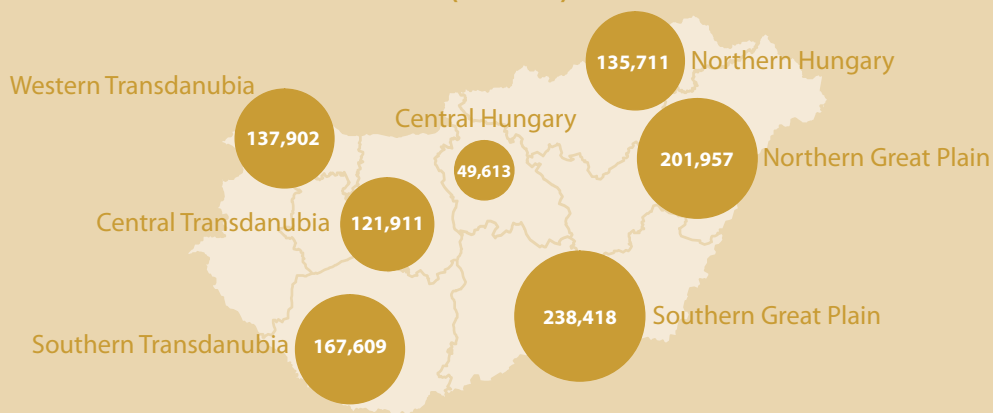 135,711 Northern Hungary
Western Transdanubia
Central Hungary
137,902
201,957 Northern Great Plain
49,613
Central Transdanubia 121,911
238,418 Southern Great Plain
Southern Transdanubia 167,609